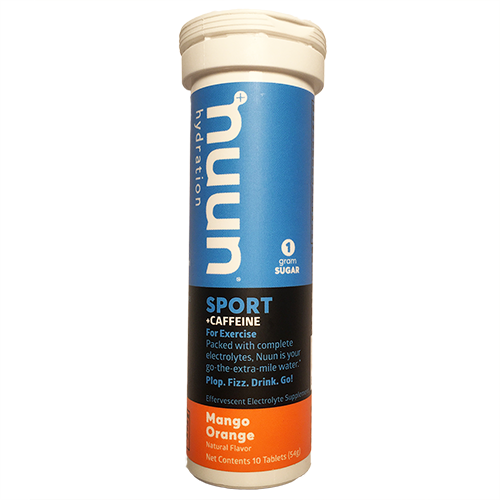 nuun
hydration
1
gram
SUGAR
SPORT
+CAFFEINE
For Exercise
Packed with complete
electrolytes, Nuun is your
go-the-extra-mile water.*
Plop. Fizz. Drink. Go!
Effervescent Electrolyte Supplement
Mango
Orange
Natural Flavor
Net Contents 10 Tablets (54g)